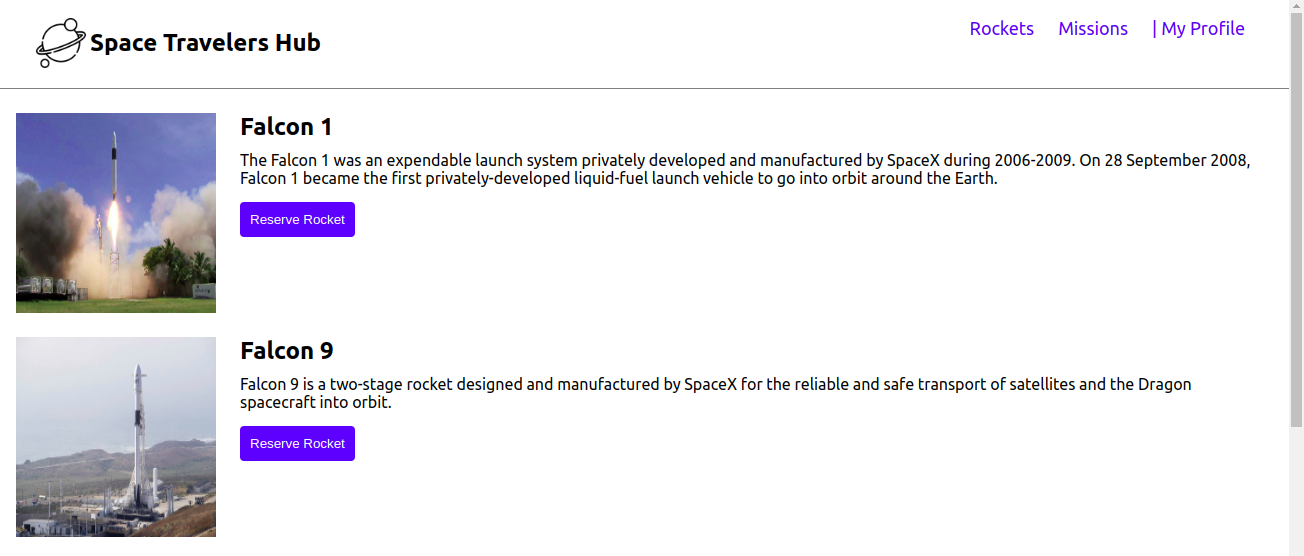 Space Travelers Hub
Rockets Missions | My Profile
Falcon 1
The Falcon 1 was an expendable launch system privately developed and manufactured by SpaceX during 2006-2009. On 28 September 2008,
Falcon 1 became the first privately-developed liquid-fuel launch vehicle to go into orbit around the Earth.
Reserve Rocket
Falcon 9
Falcon 9 is a two-stage rocket designed and manufactured by SpaceX for the reliable and safe transport of satellites and the Dragon
spacecraft into orbit.
Reserve Rocket